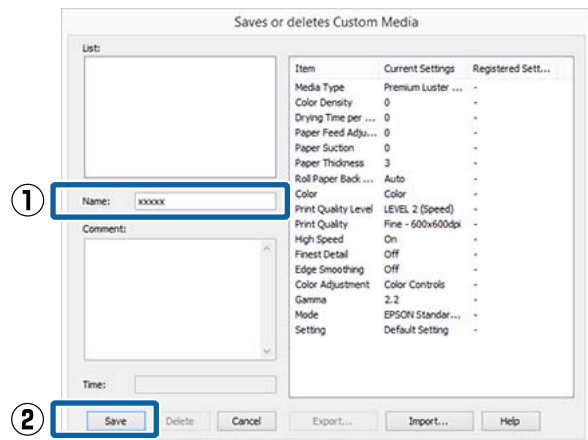 Saves or deletes Custom Media
List:
Item Current Settings Registered Sett...
Media Type Premium Luster ... -
Color Density 0 -
Drying Time per ... 0 -
Paper Feed Adju... 0 -
Paper Suction 0 -
Paper Thickness 3 -
Roll Paper Back ... Auto -
Color Color -
Print Quality Level LEVEL 2 (Speed) -
Print Quality Fine - 600x600dpi -
High Speed On -
Finest Detail Off -
Edge Smoothing Off -
Color Adjustment Color Controls -
Gamma 2.2 -
Mode EPSON Standar... -
Setting Default Setting -
① Name: xxxxx
Comment:
Time:
② Save Delete Cancel Export... Import... Help